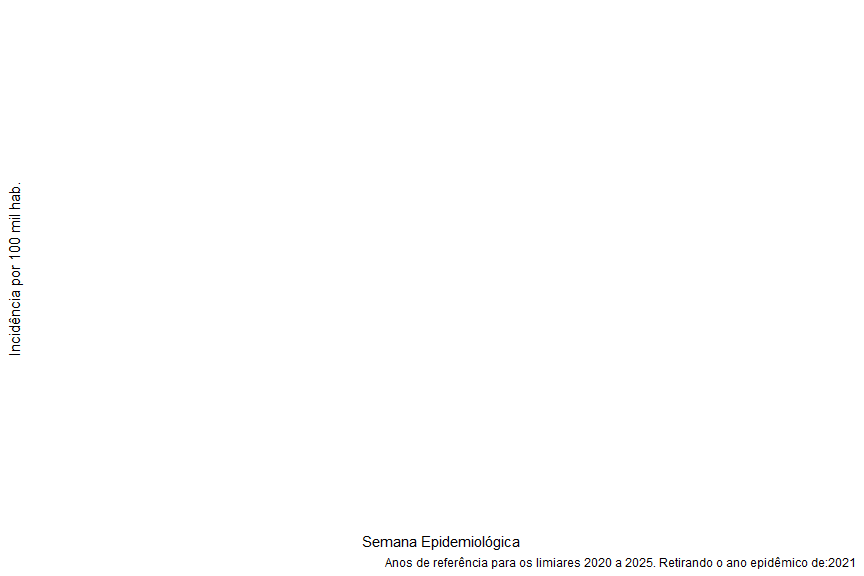 Incidência por 100 mil hab.
Semana Epidemiológica
Anos de referência para os limiares 2020 a 2025. Retirando o ano epidêmico de:2021